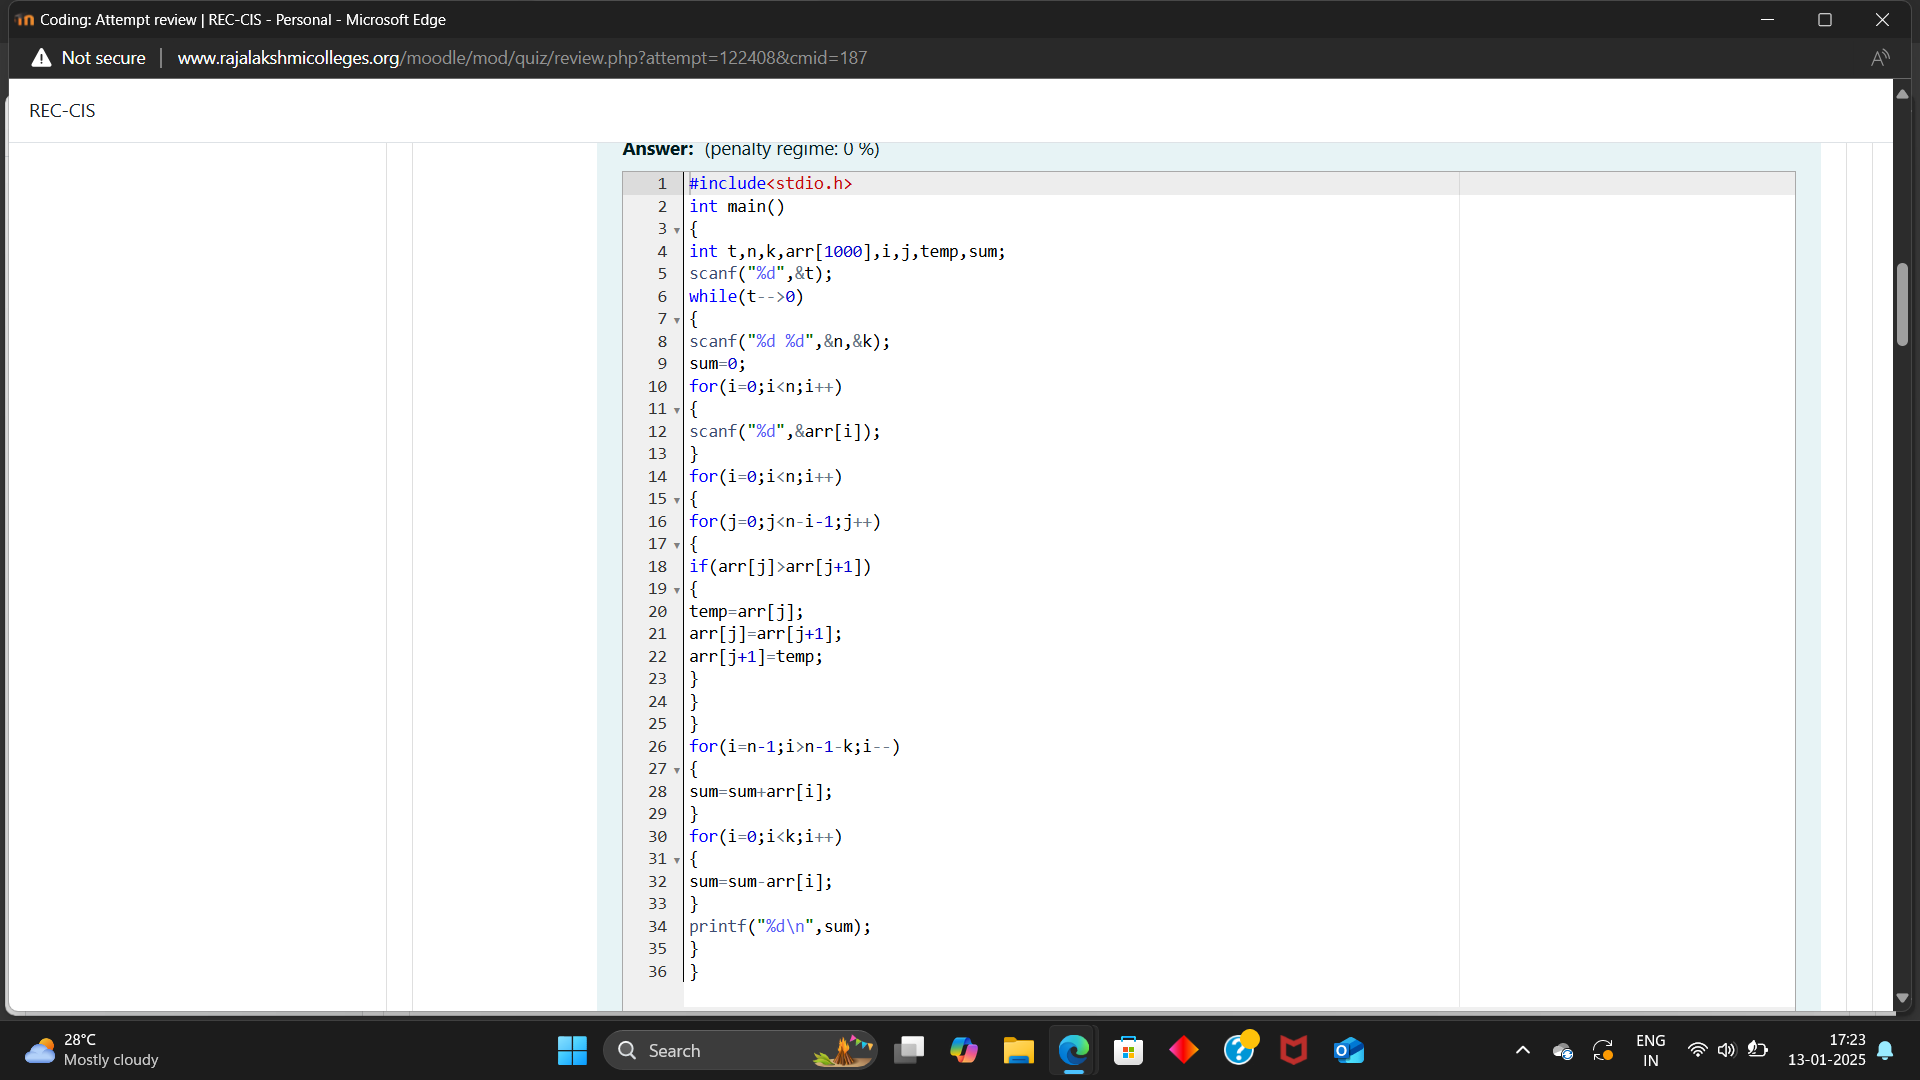 Coding: Attempt review | REC-CIS - Personal - Microsoft Edge
Not secure | www.rajalakshmicolleges.org/moodle/mod/quiz/review.php?attempt=122408&cmid=187
REC-CIS
Answer: (penalty regime: 0 %)
1 #include<stdio.h>
2 int main()
3 {
4 int t,n,k,arr[1000],i,j,temp,sum;
5 scanf("%d",&t);
6 while(t-->0)
7 {
8 scanf("%d %d",&n,&k);
9 sum=0;
10 for(i=0;i<n;i++)
11 {
12 scanf("%d",&arr[i]);
13 }
14 for(i=0;i<n;i++)
15 {
16 for(j=0;j<n-i-1;j++)
17 {
18 if(arr[j]>arr[j+1])
19 {
20 temp=arr[j];
21 arr[j]=arr[j+1];
22 arr[j+1]=temp;
23 }
24 }
25 }
26 for(i=n-1;i>n-1-k;i--)
27 {
28 sum=sum+arr[i];
29 }
30 for(i=0;i<k;i++)
31 {
32 sum=sum-arr[i];
33 }
34 printf("%d\n",sum);
35 }
36 }
28°C
Mostly cloudy
Search
ENG
IN
17:23
13-01-2025